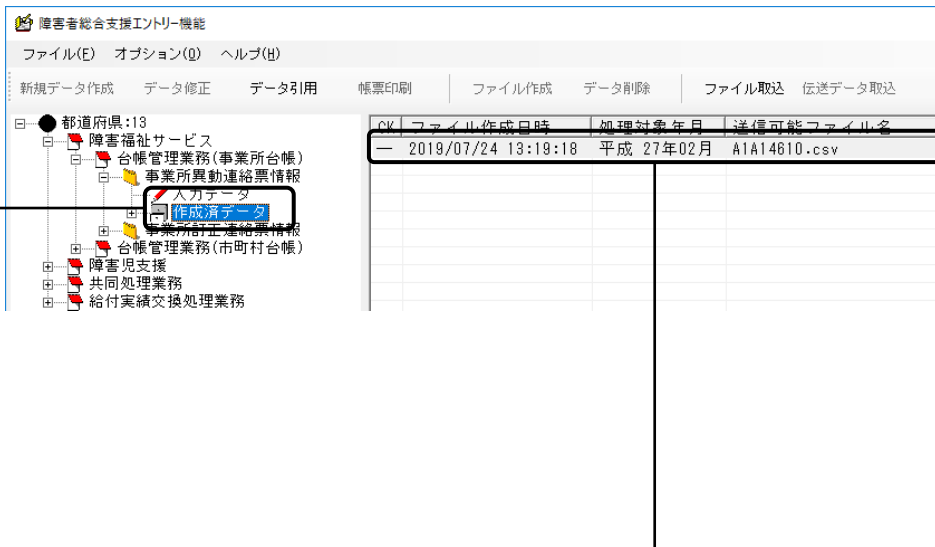 障害者総合支援エントリー機能
ファイル(F) オプション(O) ヘルプ(H)
新規データ作成 データ修正 データ引用 帳票印刷 ファイル作成 データ削除 ファイル取込 伝送データ取込
都道府県:13
障害福祉サービス
台帳管理業務(事業所台帳)
事業所異動連絡票情報
入力データ
作成済データ
事業所訂正連絡票情報
台帳管理業務(市町村台帳)
障害児支援
共同処理業務
給付実績交換処理業務
CK ファイル作成日時 処理対象年月 送信可能ファイル名
― 2019/07/24 13:19:18 平成 27年02月 A1A14610.csv